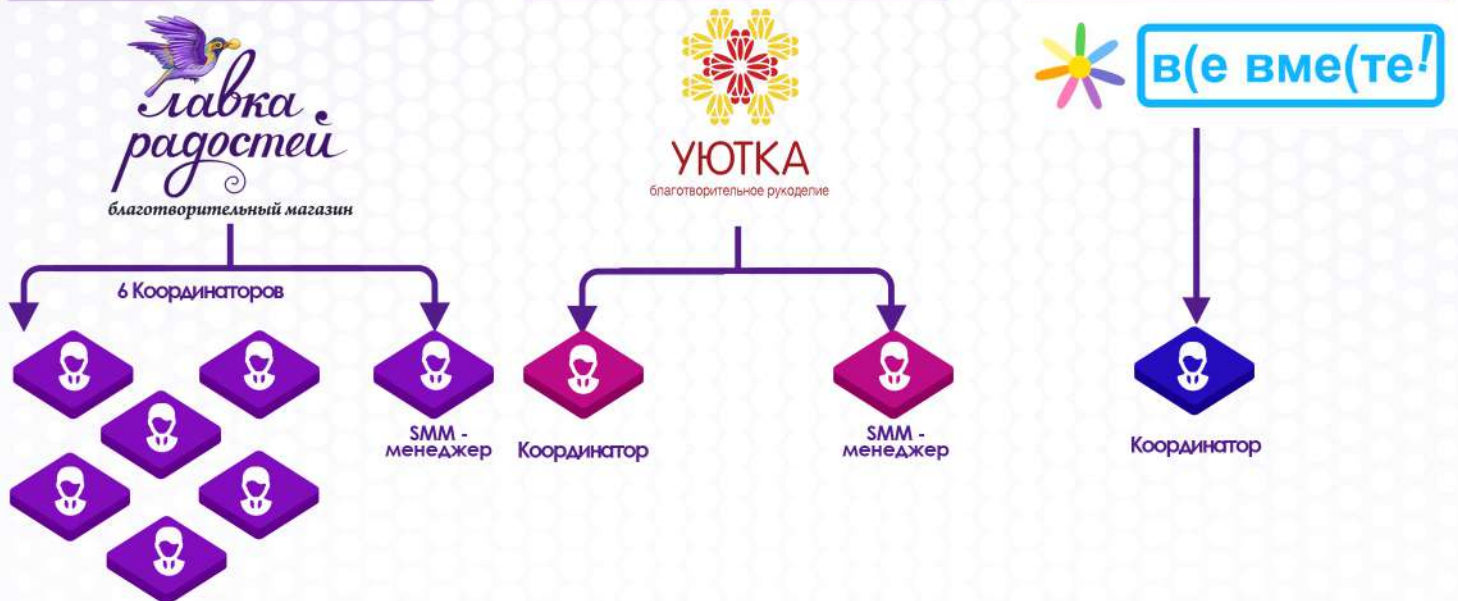 лавка
радостей
благотворительный магазин
6 Координаторов
SMM -
менеджер
УЮТКА
благотворительное рукоделие
Координатор
SMM -
менеджер
в(е вме(те!
Координатор